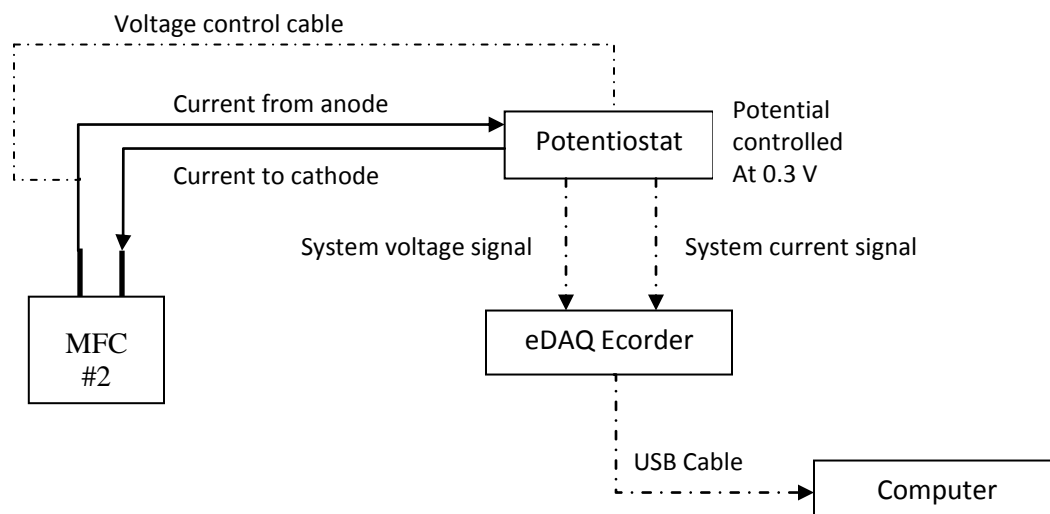 Voltage control cable
Current from anode
Potentiostat
Potential
controlled
At 0.3 V
Current to cathode
System voltage signal
System current signal
MFC
#2
eDAQ Ecorder
USB Cable
Computer